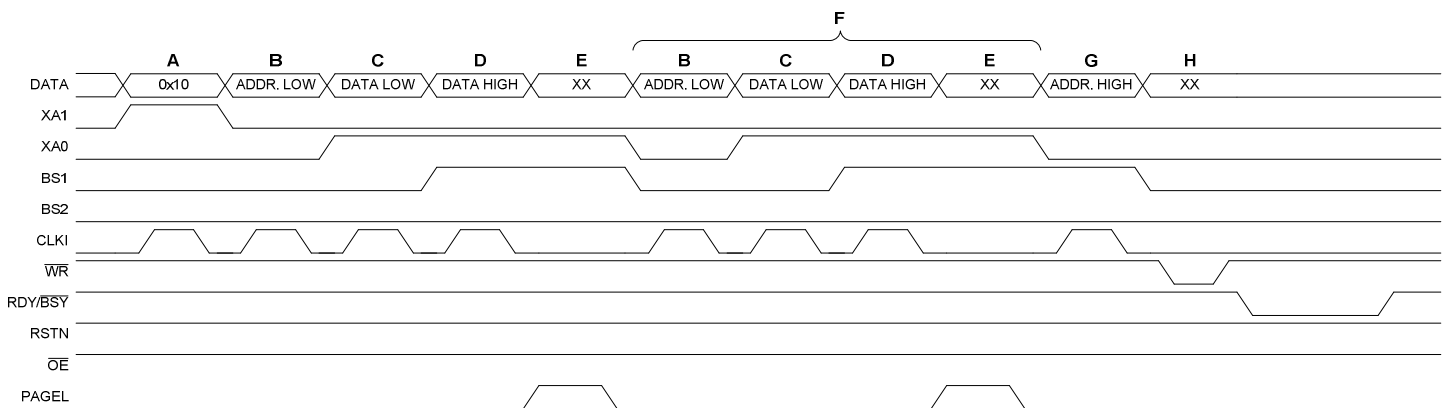 F
A B C D E B C D E G H
DATA 0x10 ADDR. LOW DATA LOW DATA HIGH XX ADDR. LOW DATA LOW DATA HIGH XX ADDR. HIGH XX
XA1
XA0
BS1
BS2
CLKI
WR
RDY/BSY
RSTN
OE
PAGEL